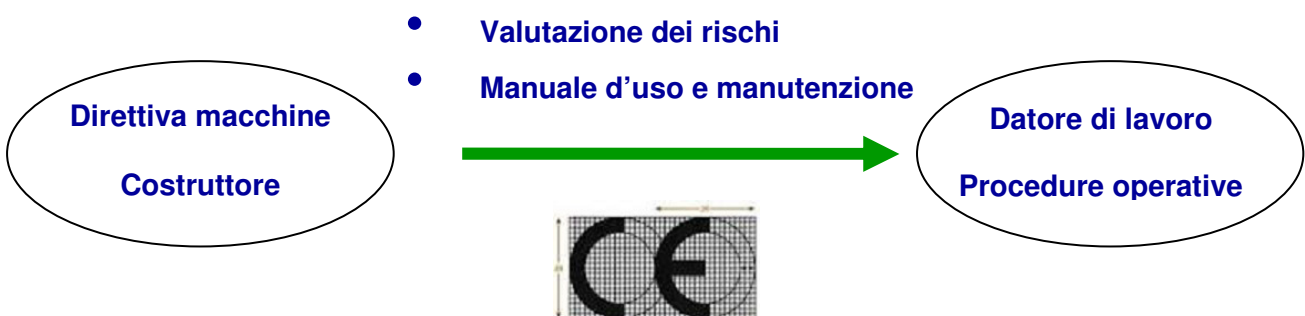 • Valutazione dei rischi
• Manuale d’uso e manutenzione
Direttiva macchine
Costruttore
Datore di lavoro
Procedure operative
CE